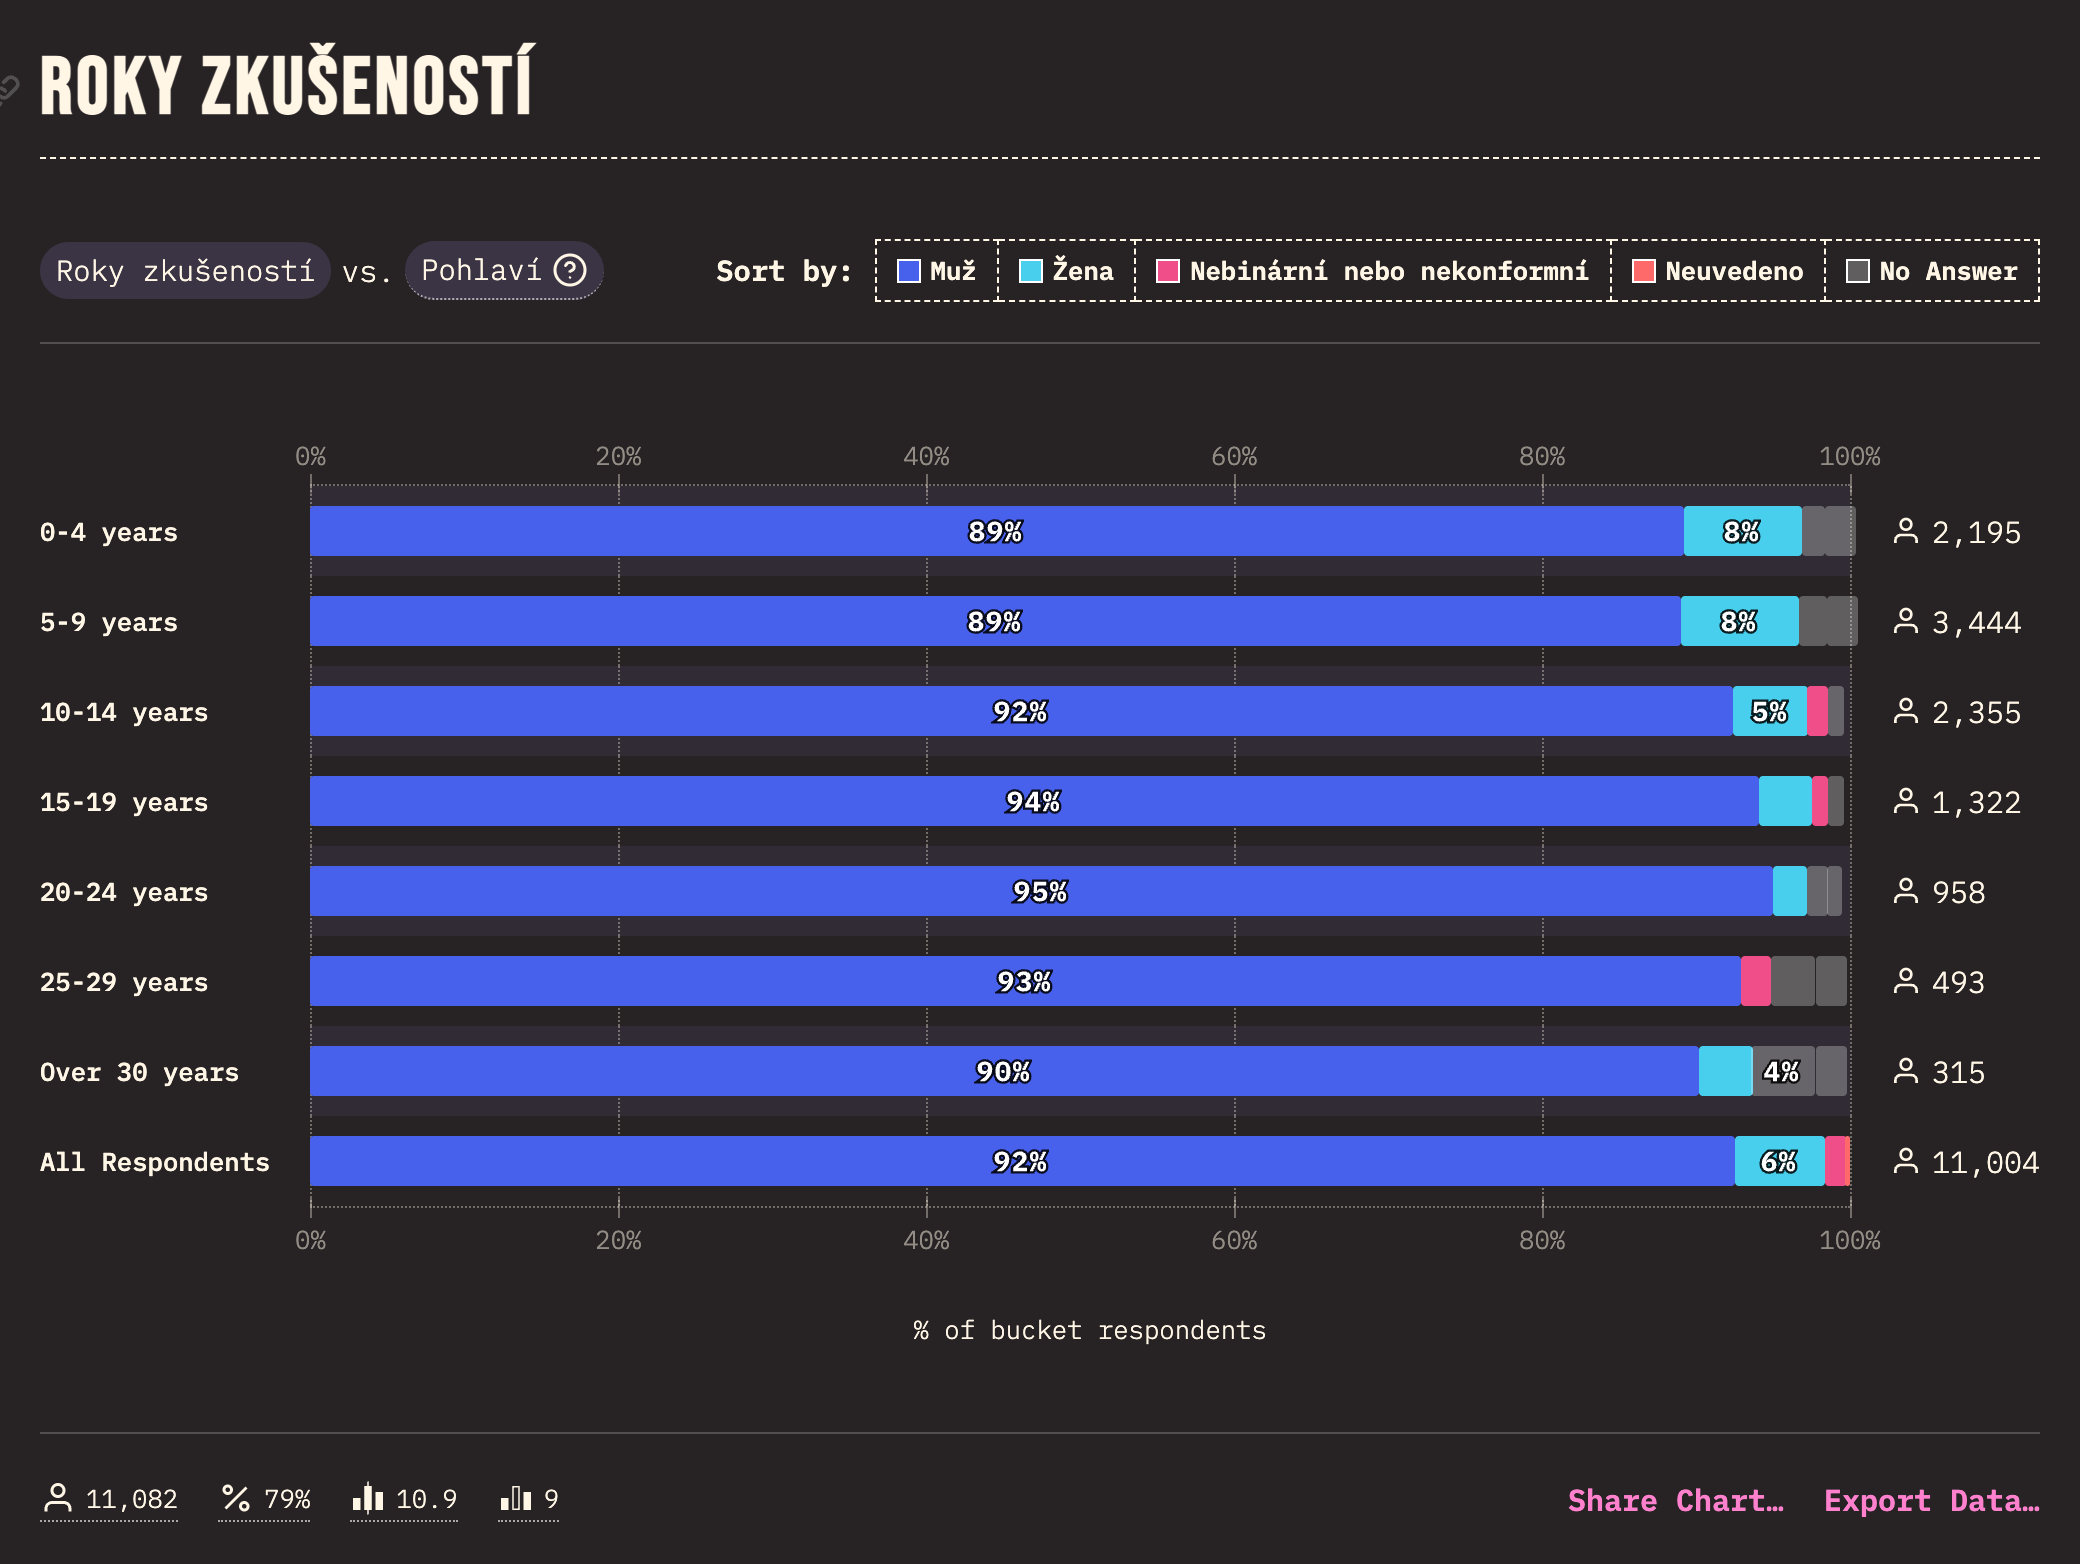 ROKY ZKUŠENOSTÍ
Roky zkušeností vs. Pohlaví ? Sort by: Muž Žena Nebinární nebo nekonformní Neuvedeno No Answer
0% 20% 40% 60% 80% 100%
0-4 years 89% 8% 2,195
5-9 years 89% 8% 3,444
10-14 years 92% 5% 2,355
15-19 years 94% 1,322
20-24 years 95% 958
25-29 years 93% 493
Over 30 years 90% 4% 315
All Respondents 92% 6% 11,004
0% 20% 40% 60% 80% 100%
% of bucket respondents
11,082 79% 10.9 9 Share Chart… Export Data…